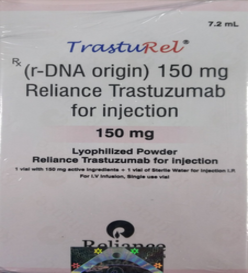 7.2 mL
TrastuRel®
Rx (r-DNA origin) 150 mg
Reliance Trastuzumab
for injection
150 mg
Lyophilized Powder
Reliance Trastuzumab for injection
1 vial with 150 mg active ingredients + 1 vial of Sterile Water for injection I.P.
For I.V infusion, Single use vial
Reliance